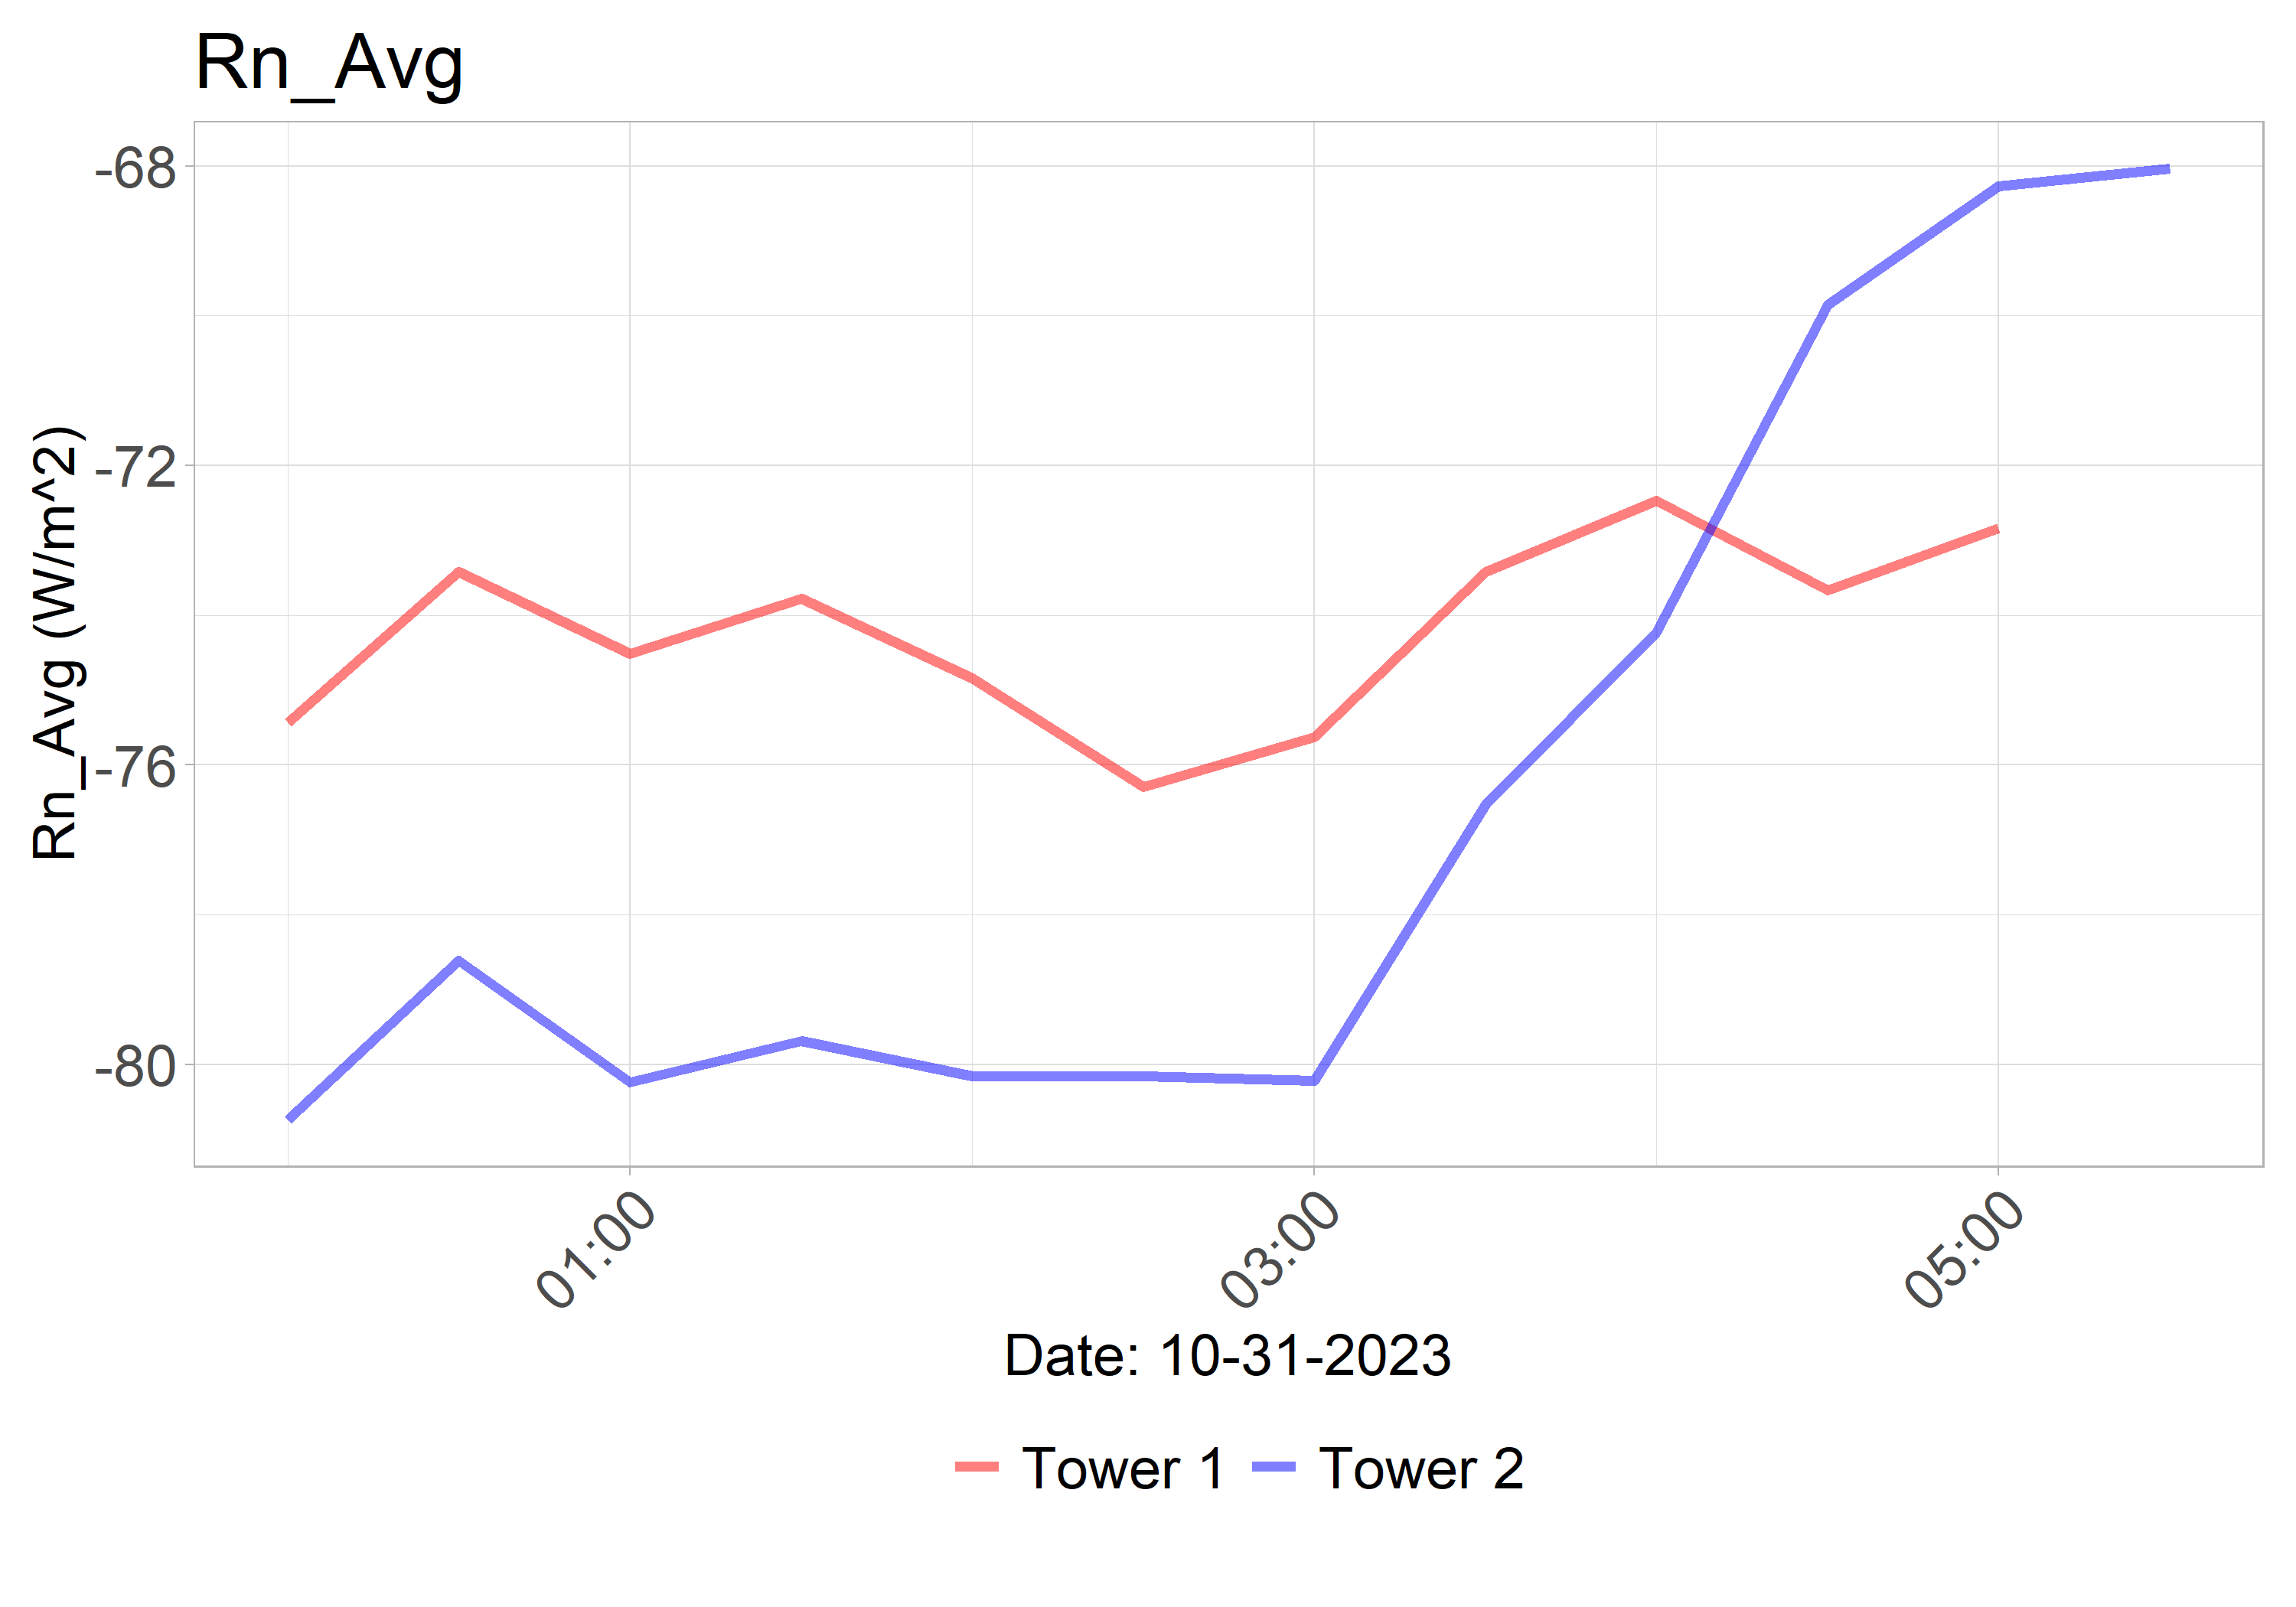 Rn_Avg
Rn_Avg (W/m^2)
-68
-72
-76
-80
01:00
03:00
05:00
Date: 10-31-2023
Tower 1
Tower 2